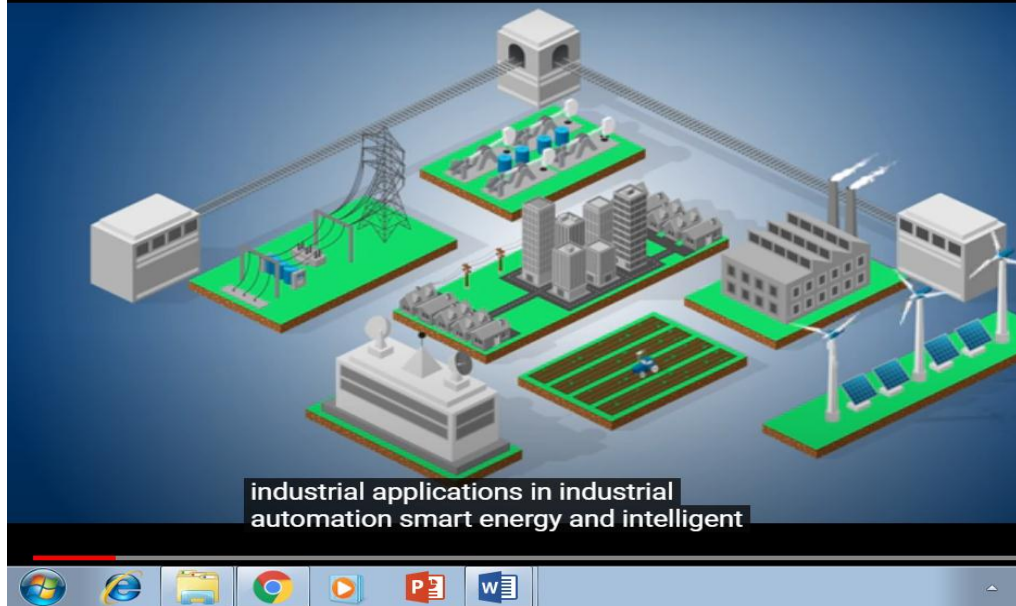 industrial applications in industrial
automation smart energy and intelligent
P
W